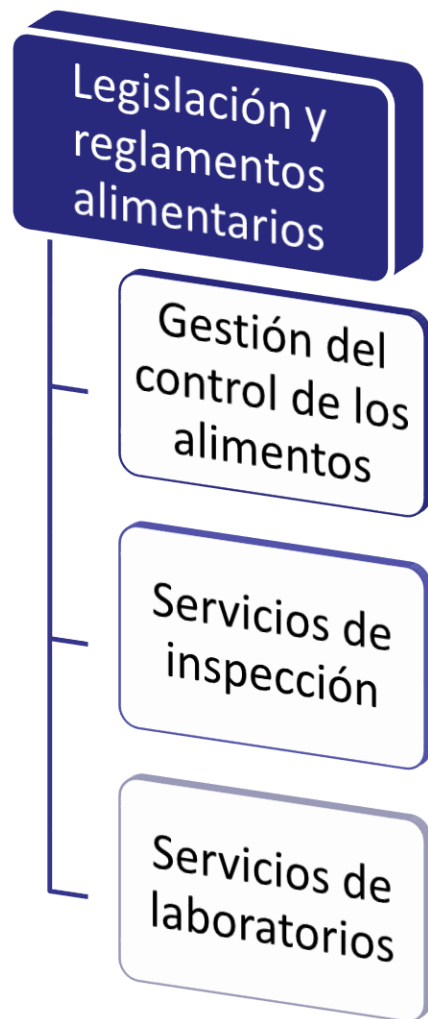 Legislación y
reglamentos
alimentarios
Gestión del
control de los
alimentos
Servicios de
inspección
Servicios de
laboratorios